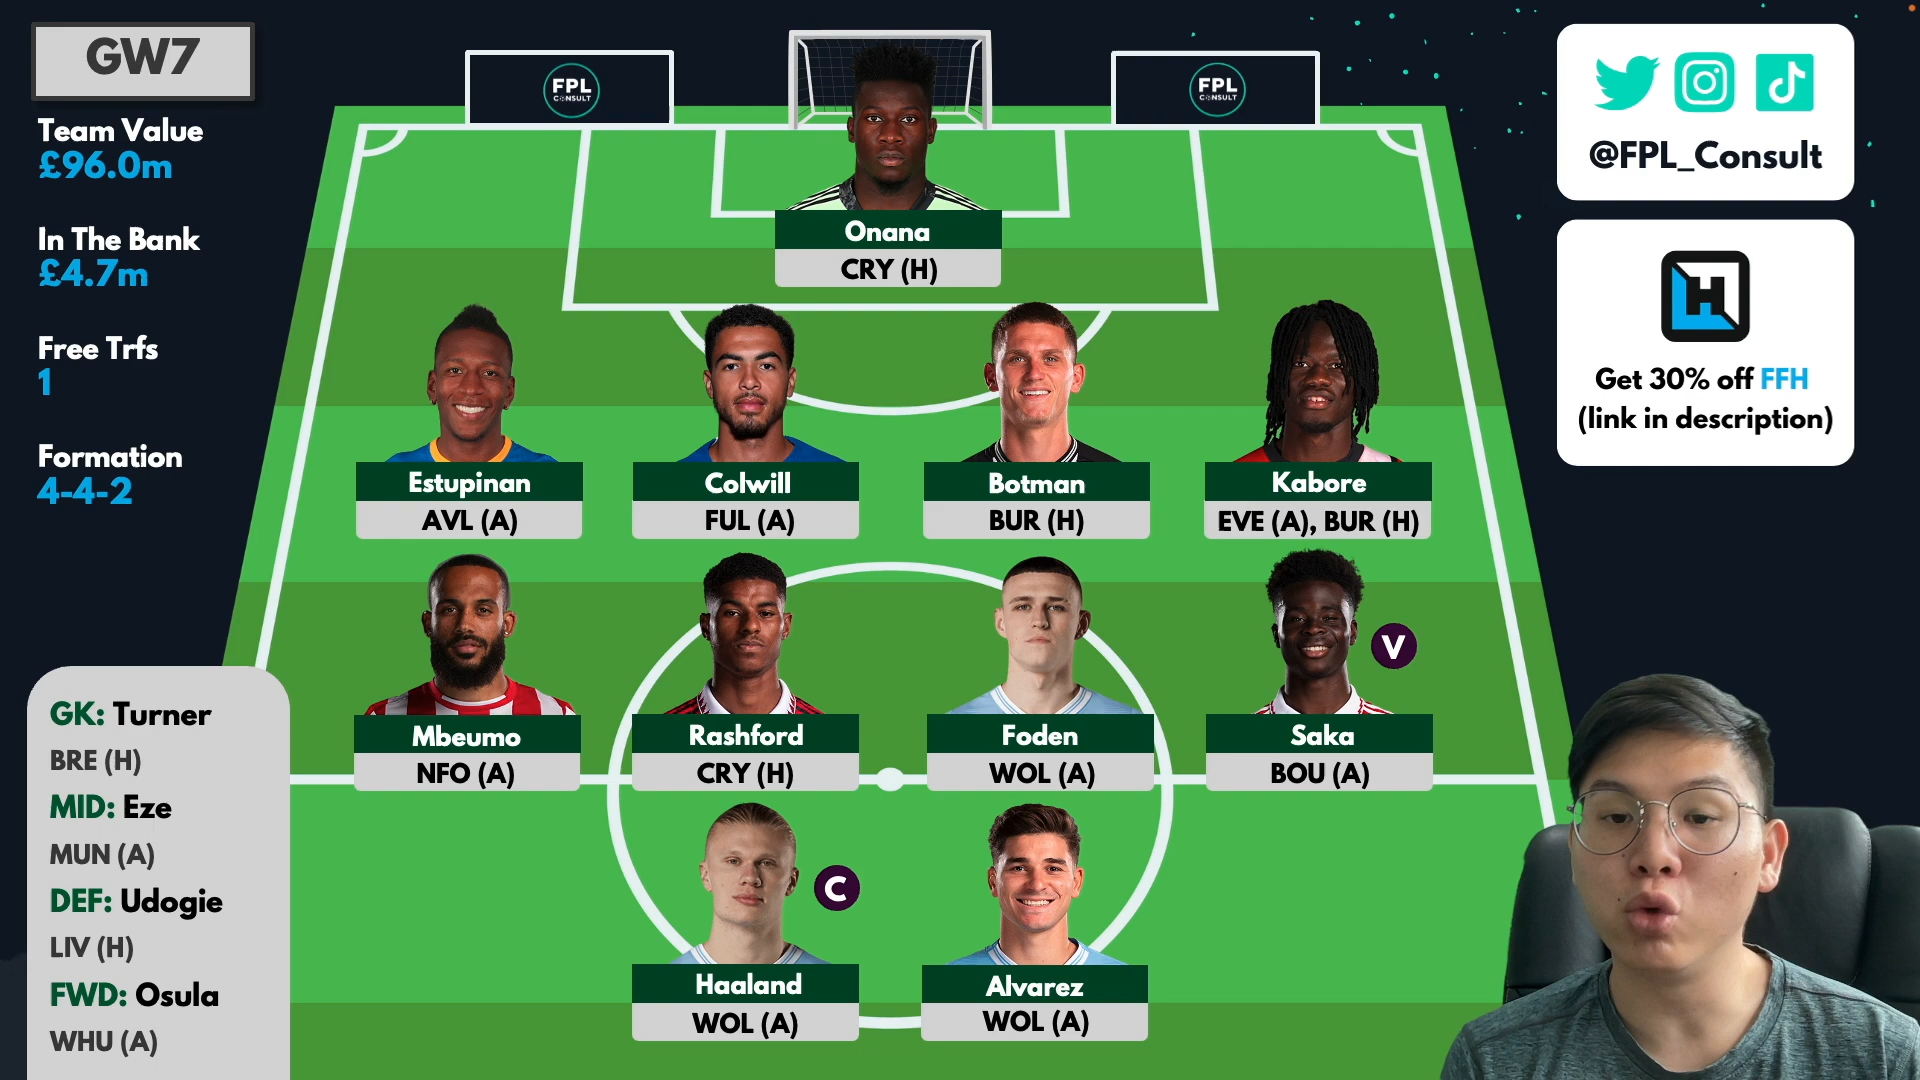 GW7
Team Value
£96.0m
In The Bank
£4.7m
Free Trfs
1
Formation
4-4-2
FPL
CONSULT
FPL
CONSULT
Onana
CRY (H)
Estupinan
AVL (A)
Colwill
FUL (A)
Botman
BUR (H)
Kabore
EVE (A), BUR (H)
Mbeumo
NFO (A)
Rashford
CRY (H)
Foden
WOL (A)
Saka
BOU (A)
V
Haaland
WOL (A)
C
Alvarez
WOL (A)
GK: Turner
BRE (H)
MID: Eze
MUN (A)
DEF: Udogie
LIV (H)
FWD: Osula
WHU (A)
@FPL_Consult
H
Get 30% off FFH
(link in description)